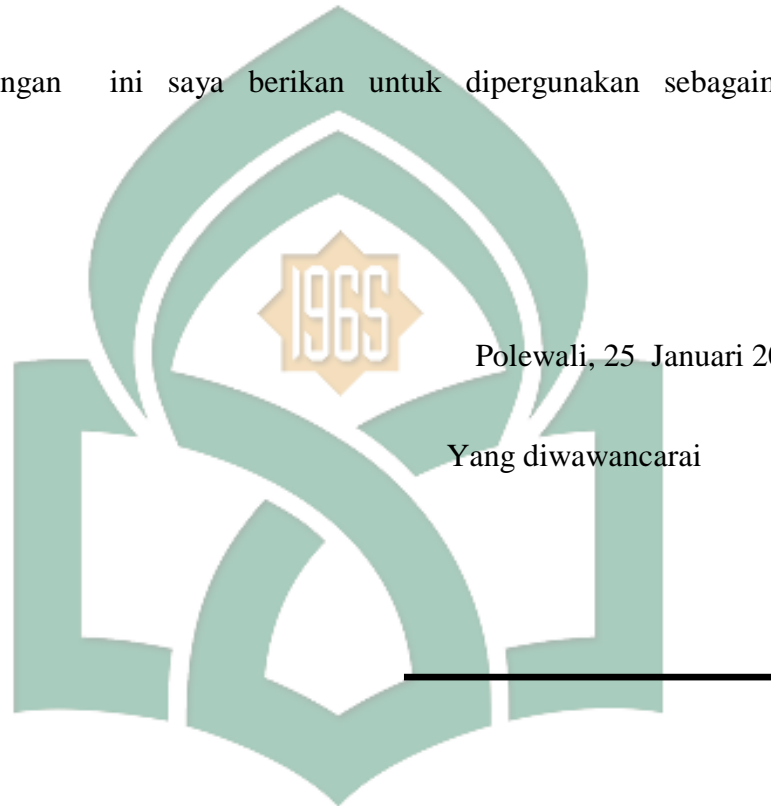 ngan ini saya berikan untuk dipergunakan sebagain
1965
Polewali, 25 Januari 20
Yang diwawancarai